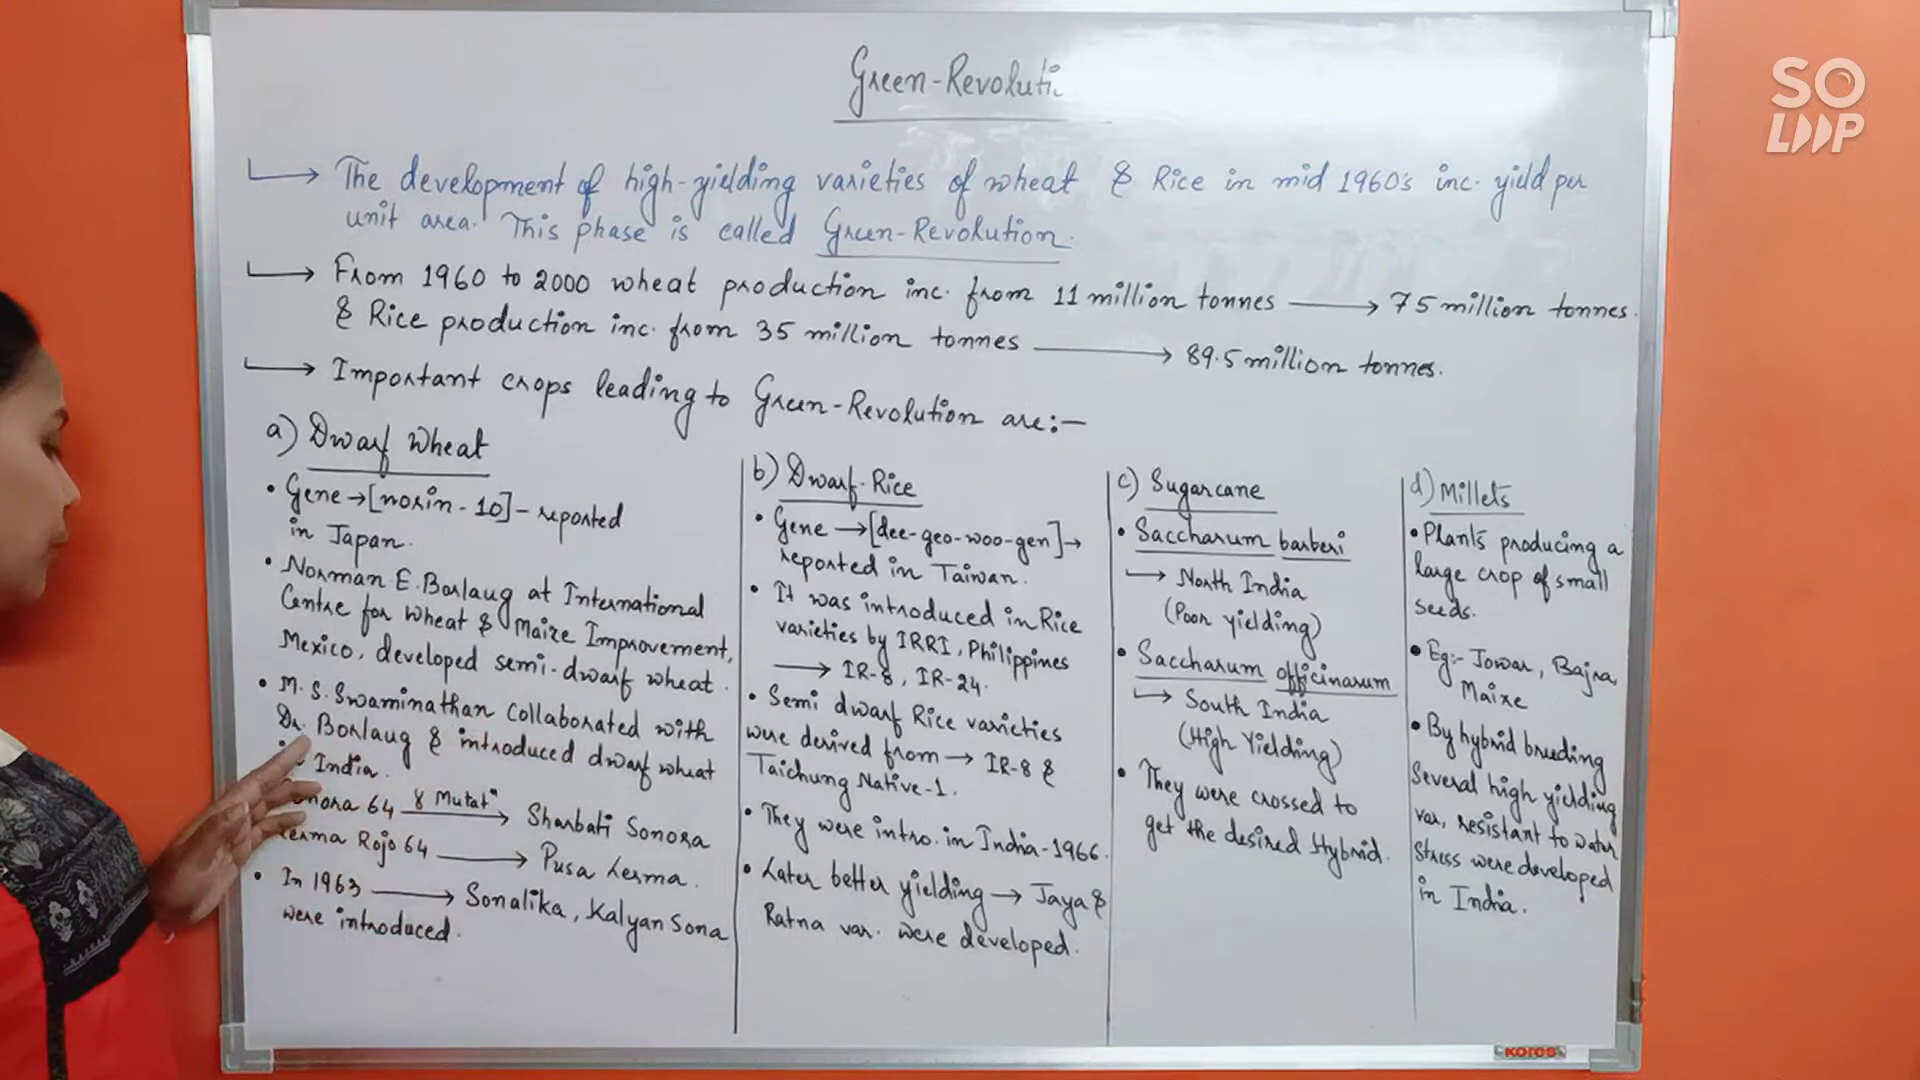 Green-Revoluti
The development of high-yielding varieties of wheat & Rice in mid 1960's inc. yield per
unit area. This phase is called Green-Revolution.
From 1960 to 2000 wheat production inc. from 11 million tonnes → 75 million tonnes.
& Rice production inc. from 35 million tonnes → 89.5 million tonnes.
Important crops leading to Green-Revolution are:-
a) Dwarf Wheat
• Gene → [norin-10] - reported
in Japan.
• Norman E. Borlaug at International
Centre for Wheat & Maize Improvement,
Mexico, developed semi-dwarf wheat.
• M.S. Swaminathan collaborated with
Dr. Borlaug & introduced dwarf wheat
India.
64 γ Mutatⁿ → Sharbati Sonora
Lerma Rojo 64 → Pusa Lerma.
• In 1963 → Sonalika, Kalyan Sona
were introduced.
b) Dwarf-Rice
• Gene → [dee-geo-woo-gen] →
reported in Taiwan.
• It was introduced in Rice
varieties by IRRI, Philippines
→ IR-8, IR-24.
• Semi dwarf Rice varieties
were derived from → IR-8 &
Taichung Native-1.
• They were intro. in India-1966.
• Later better yielding → Jaya &
Ratna var. were developed.
c) Sugarcane
• Saccharum barberi
→ North India
(Poor yielding)
• Saccharum officinarum
→ South India
(High Yielding)
• They were crossed to
get the desired Hybrid.
d) Millets
• Plants producing a
large crop of small
seeds.
• Eg:- Jowar, Bajra,
Maize
• By hybrid breeding
Several high yielding
var, resistant to water
stress were developed
in India.
SO
LOOP
KORES